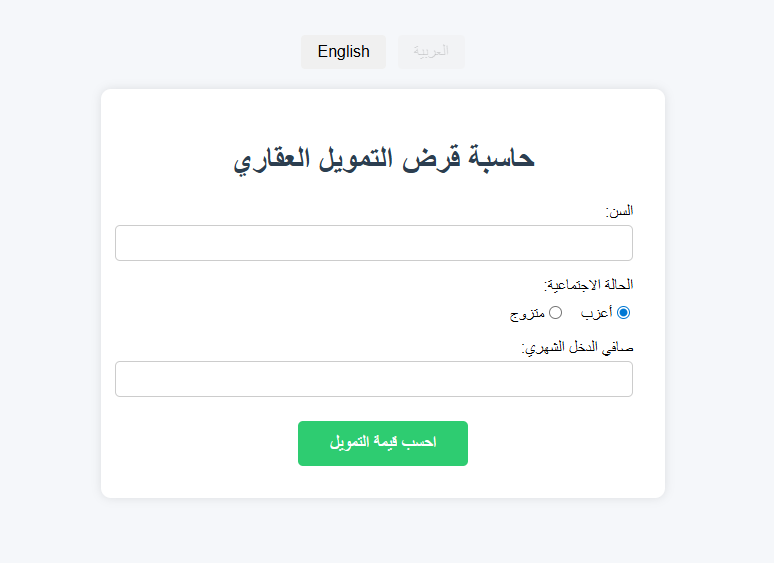 English العربية
حاسبة قرض التمويل العقاري
السن:
الحالة الاجتماعية:
أعزب متزوج
صافي الدخل الشهري:
احسب قيمة التمويل